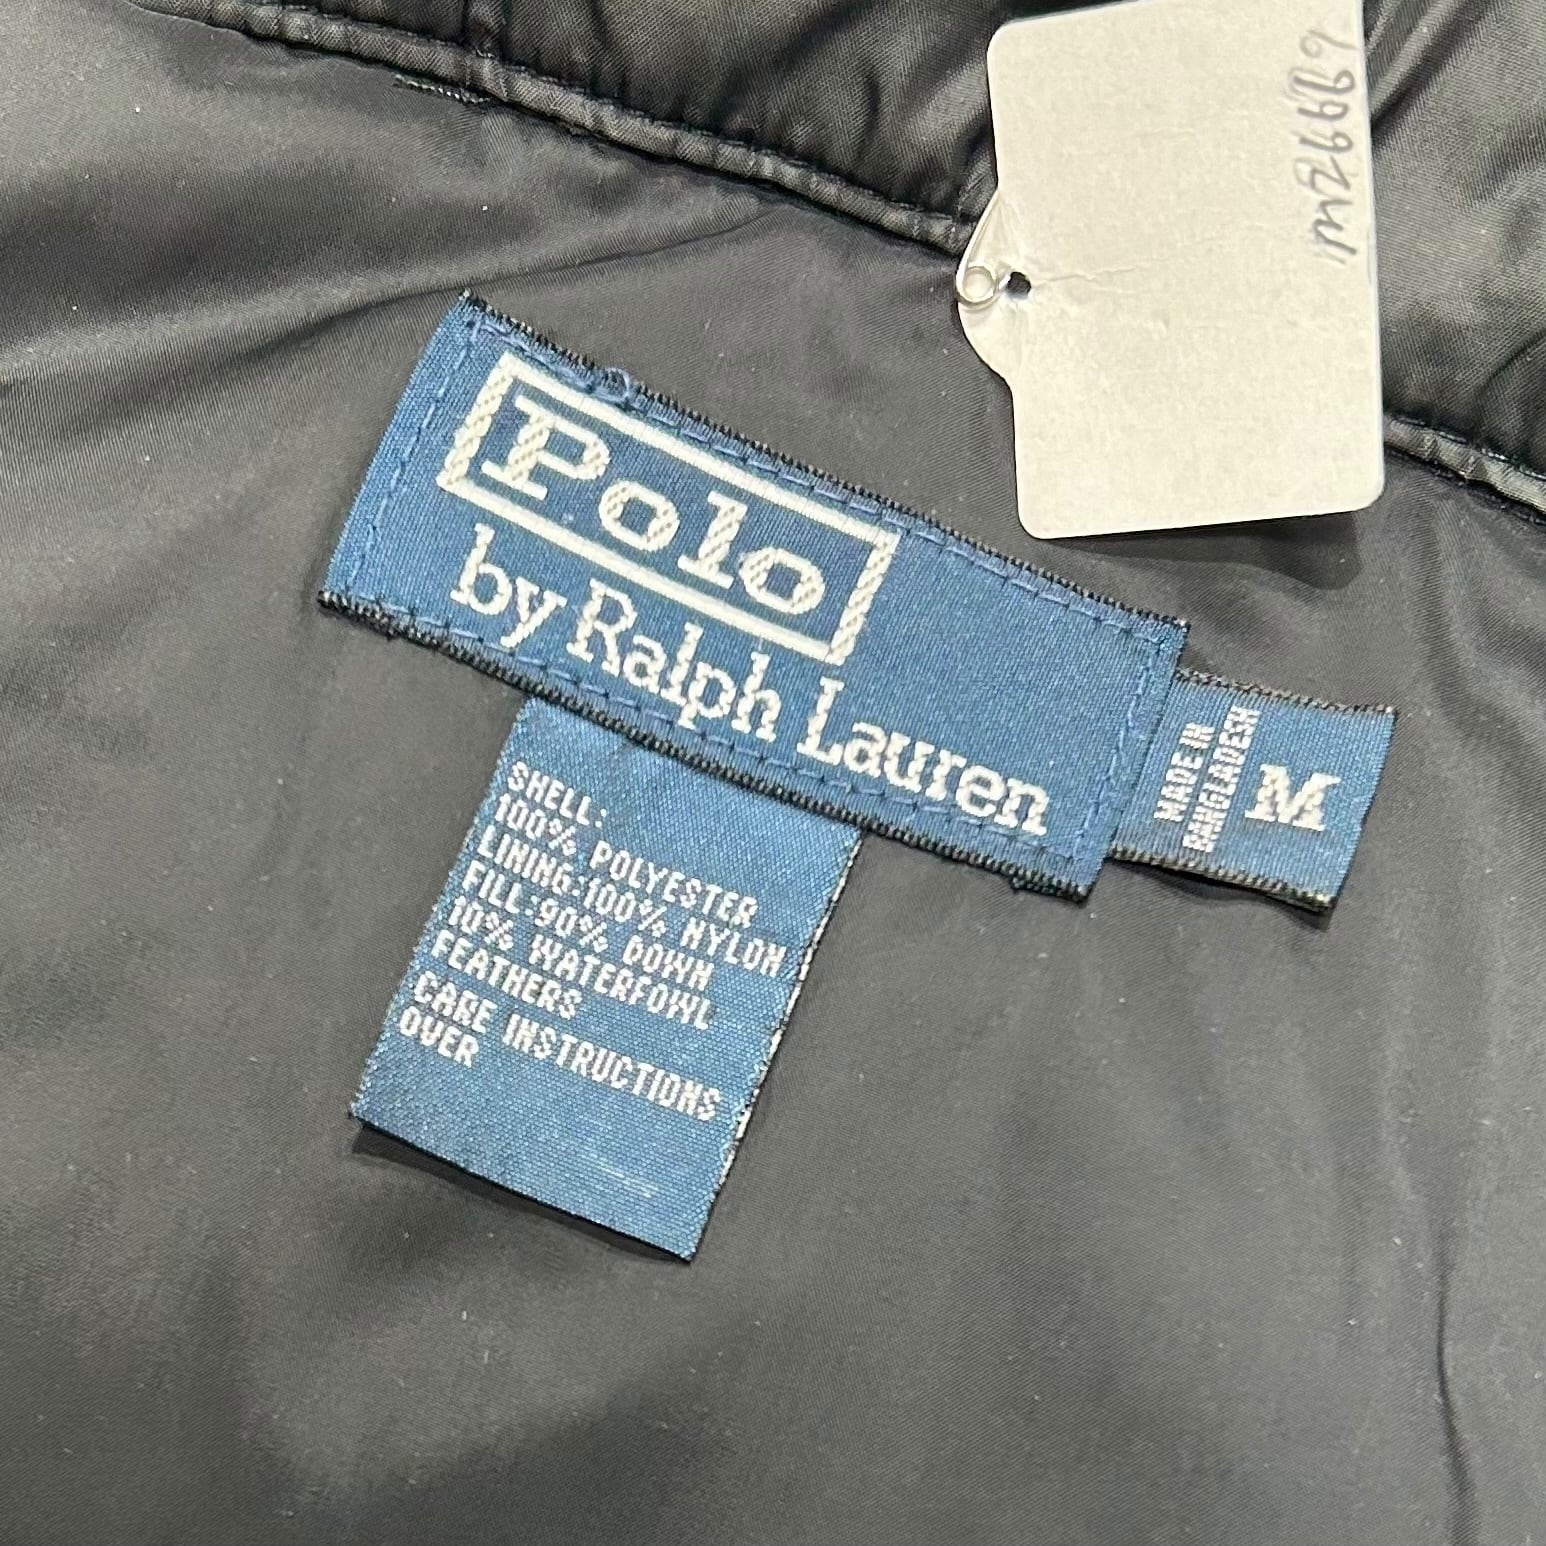 m26669
Polo
by Ralph Lauren
MADE IN
BANGLADESH
M
SHELL:
100% POLYESTER
LINING:100% NYLON
FILL:90% DOWN
10% WATERFOWL
FEATHERS
CARE INSTRUCTIONS
OVER